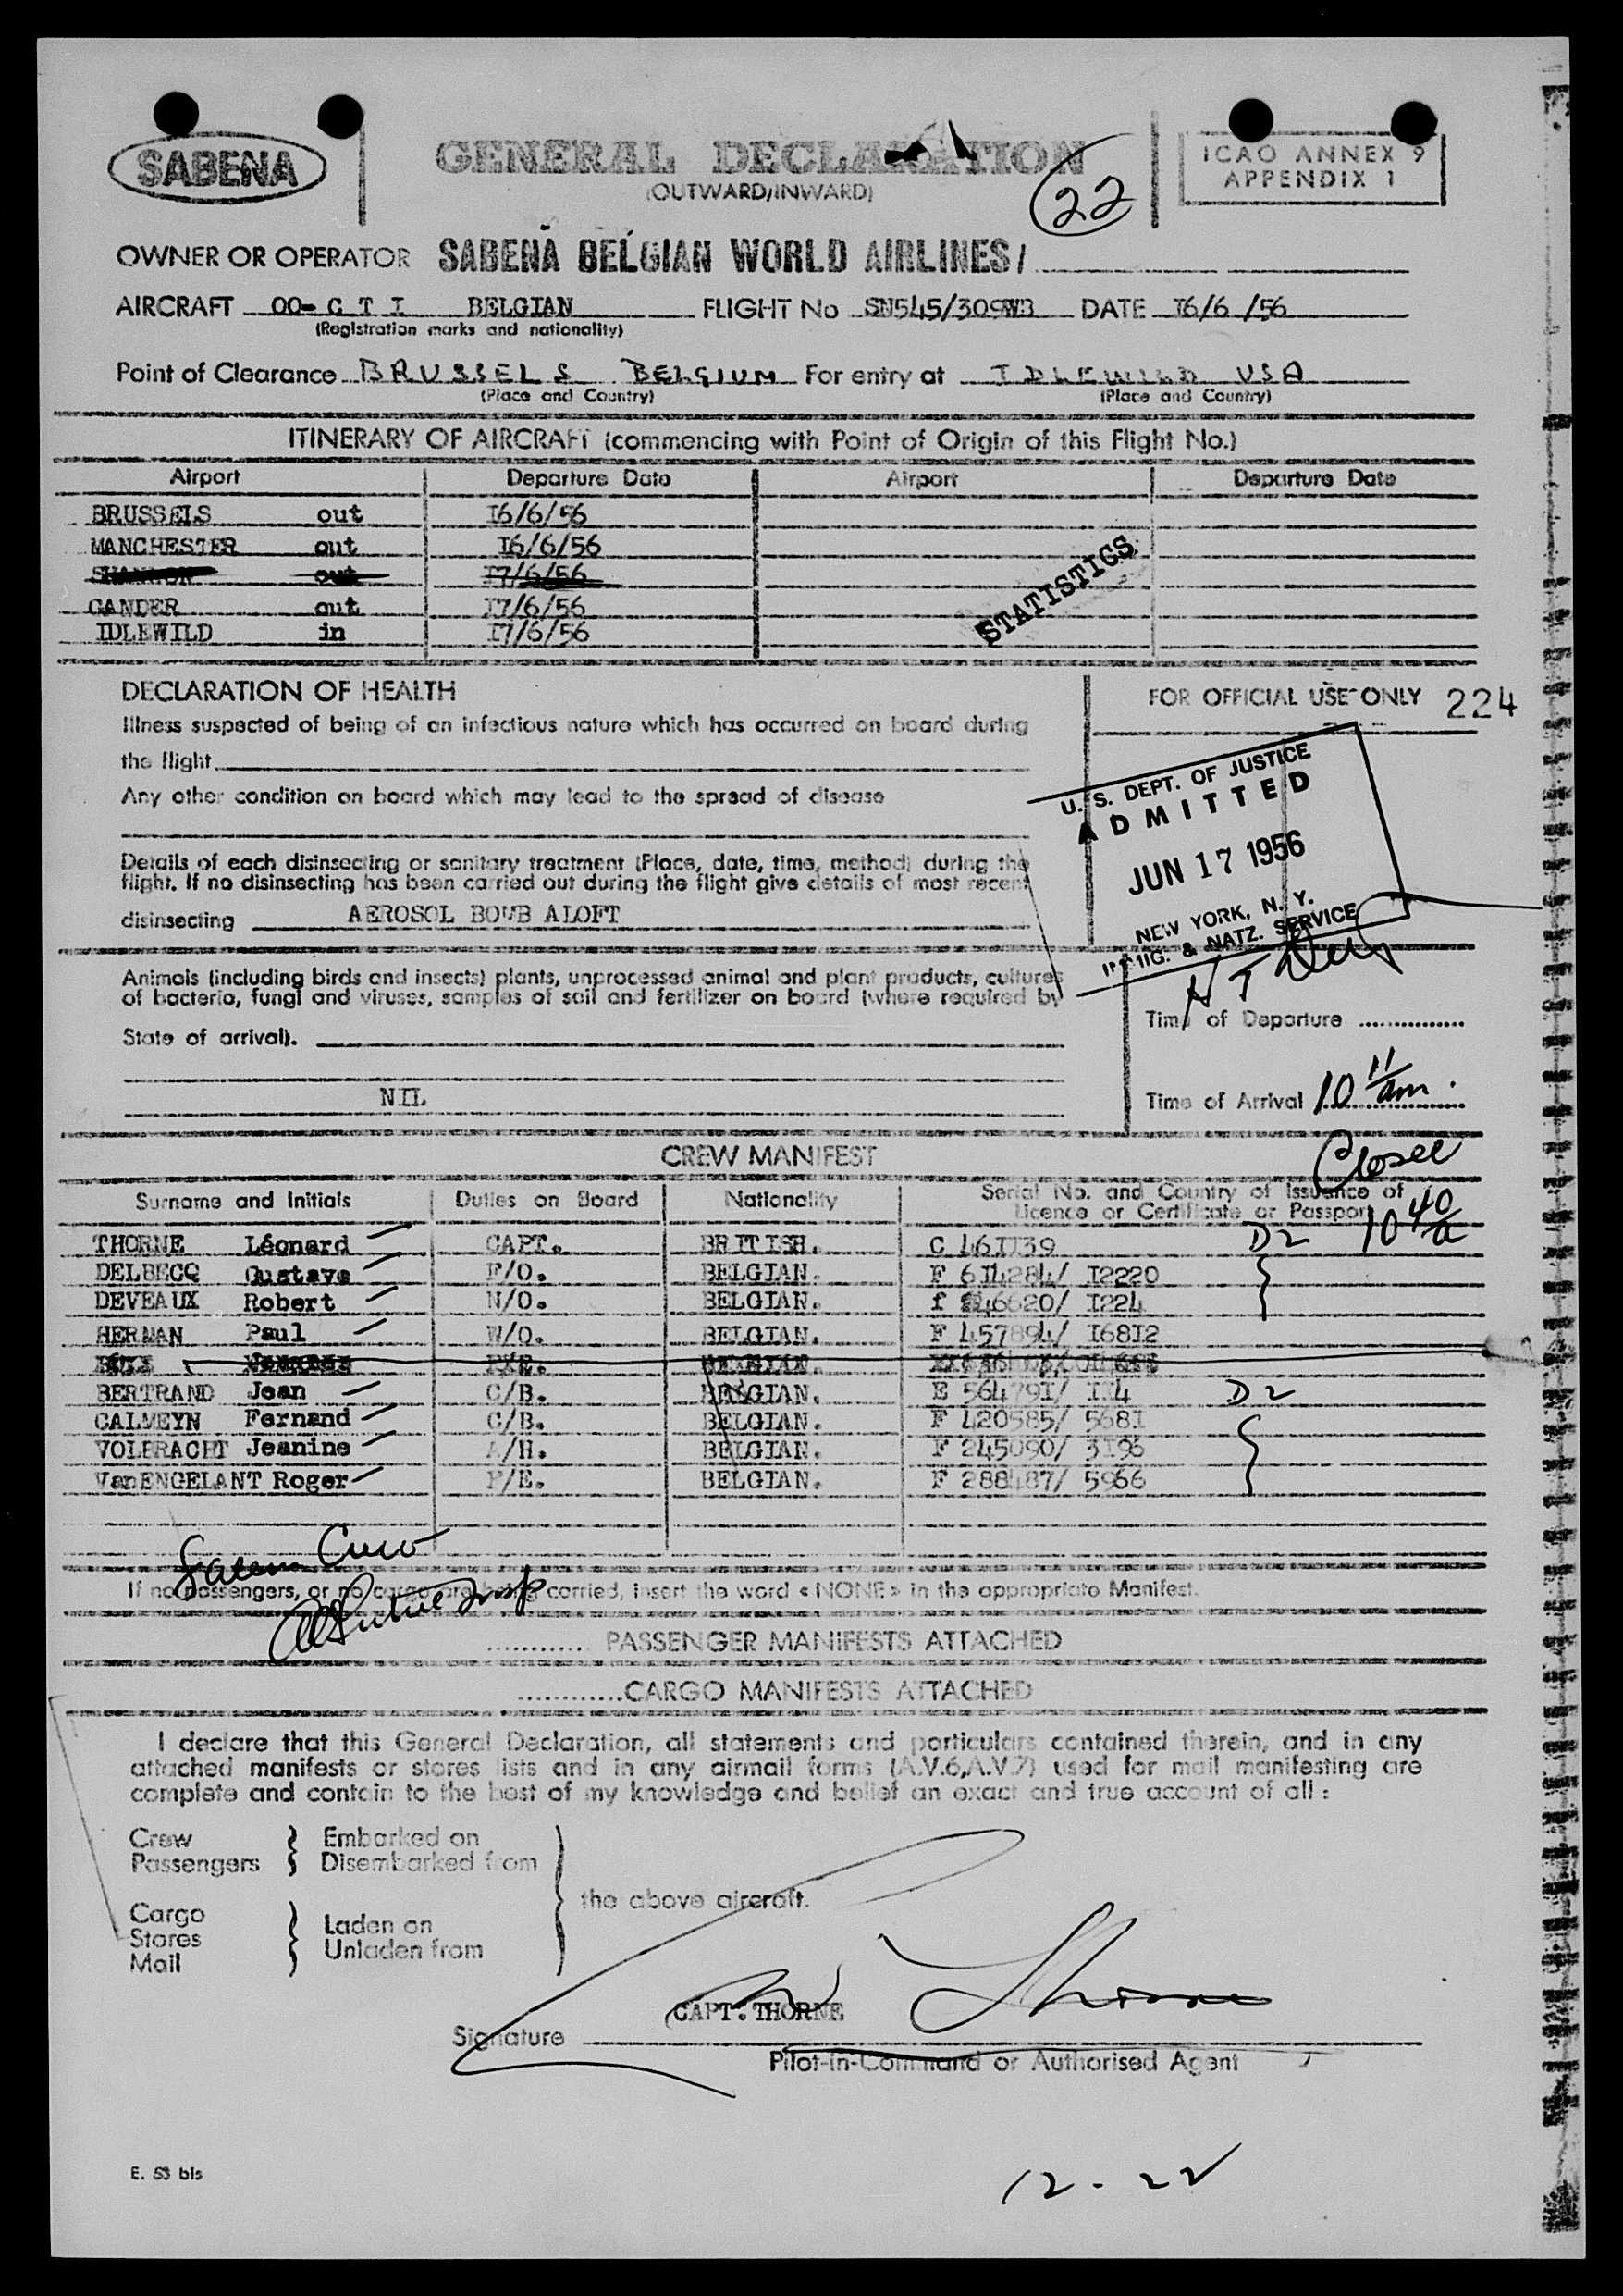 SABENA
GENERAL DECLARATION
(OUTWARD/INWARD)
22
ICAO ANNEX 9
APPENDIX 1
OWNER OR OPERATOR SABENA BELGIAN WORLD AIRLINES/
AIRCRAFT OO-C T I BELGIAN FLIGHT No SN545/309WB DATE I6/6 /56
(Registration marks and nationality)
Point of Clearance BRUSSELS BELGIUM For entry at IDLEWILD USA
(Place and Country) (Place and Country)
ITINERARY OF AIRCRAFT (commencing with Point of Origin of this Flight No.)
Airport Departure Date Airport Departure Date
BRUSSELS out I6/6/56
MANCHESTER out I6/6/56
SHANNON out I7/6/56
GANDER out I7/6/56
IDLEWILD in I7/6/56
STATISTICS
DECLARATION OF HEALTH
Illness suspected of being of an infectious nature which has occurred on board during
the flight
Any other condition on board which may lead to the spread of disease
Details of each disinsecting or sanitary treatment (Place, date, time, method) during the
flight. If no disinsecting has been carried out during the flight give details of most recent
disinsecting AEROSOL BOMB ALOFT
FOR OFFICIAL USE ONLY 224
U. S. DEPT. OF JUSTICE
ADMITTED
JUN 17 1956
NEW YORK, N. Y.
IMMIG. & NATZ. SERVICE
Animals (including birds and insects) plants, unprocessed animal and plant products, cultures
of bacteria, fungi and viruses, samples of soil and fertilizer on board (where required by
State of arrival).
NIL
Time of Departure
Time of Arrival 10 11 am.
CREW MANIFEST
Closed
10 40 a
Surname and Initials Duties on Board Nationality Serial No. and Country of Issuence of
Licence or Certificate or Passport
THORNE Léonard CAPT. BRITISH. C 46II39 D2
DELBECQ Gustave F/O. BELGIAN. F 6I4284/ I2220
DEVEAUX Robert N/O. BELGIAN. 46620/ I224
HERMAN Paul W/O. BELGIAN. F 457894/ I68I2
BERTRAND Jean C/B. BELGIAN. E 56479I/ II4 D2
CALMEYN Fernand C/B. BELGIAN. F 420585/ 568I
VOLBRACHT Jeanine A/H. BELGIAN. F 245090/ 3I96
VanENGELANT Roger F/E. BELGIAN. F 288487/ 5966
Crew
If no passengers, or no cargo are being carried, insert the word « NONE » in the appropriate Manifest.
............ PASSENGER MANIFESTS ATTACHED
............CARGO MANIFESTS ATTACHED
I declare that this General Declaration, all statements and particulars contained therein, and in any
attached manifests or stores lists and in any airmail forms (A.V.6,A.V.7) used for mail manifesting are
complete and contain to the best of my knowledge and belief an exact and true account of all :
Crew
Passengers
Embarked on
Disembarked from
the above aircraft.
Cargo
Stores
Mail
Laden on
Unladen from
CAPT. THORNE
Signature
Pilot-in-Command or Authorised Agent
E. 53 bis
12-22